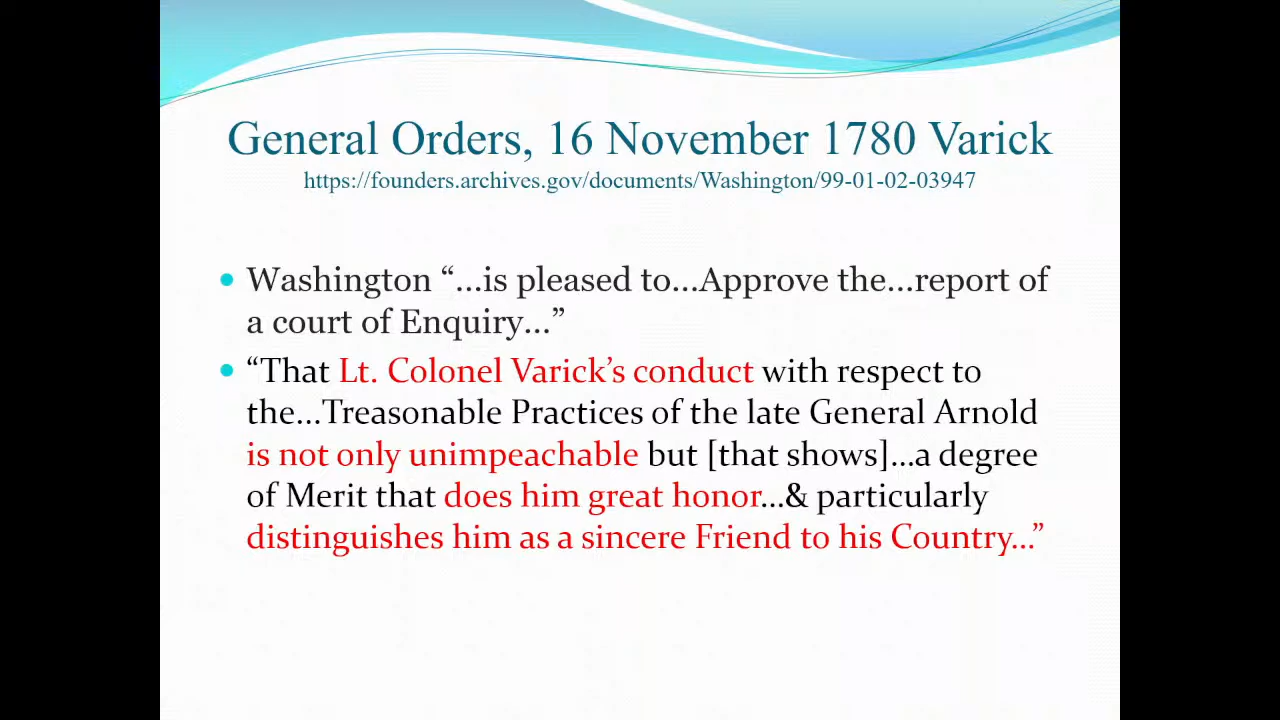 General Orders, 16 November 1780 Varick
https://founders.archives.gov/documents/Washington/99-01-02-03947
• Washington “…is pleased to…Approve the…report of
a court of Enquiry…”
• “That Lt. Colonel Varick’s conduct with respect to
the…Treasonable Practices of the late General Arnold
is not only unimpeachable but [that shows]…a degree
of Merit that does him great honor…& particularly
distinguishes him as a sincere Friend to his Country…”